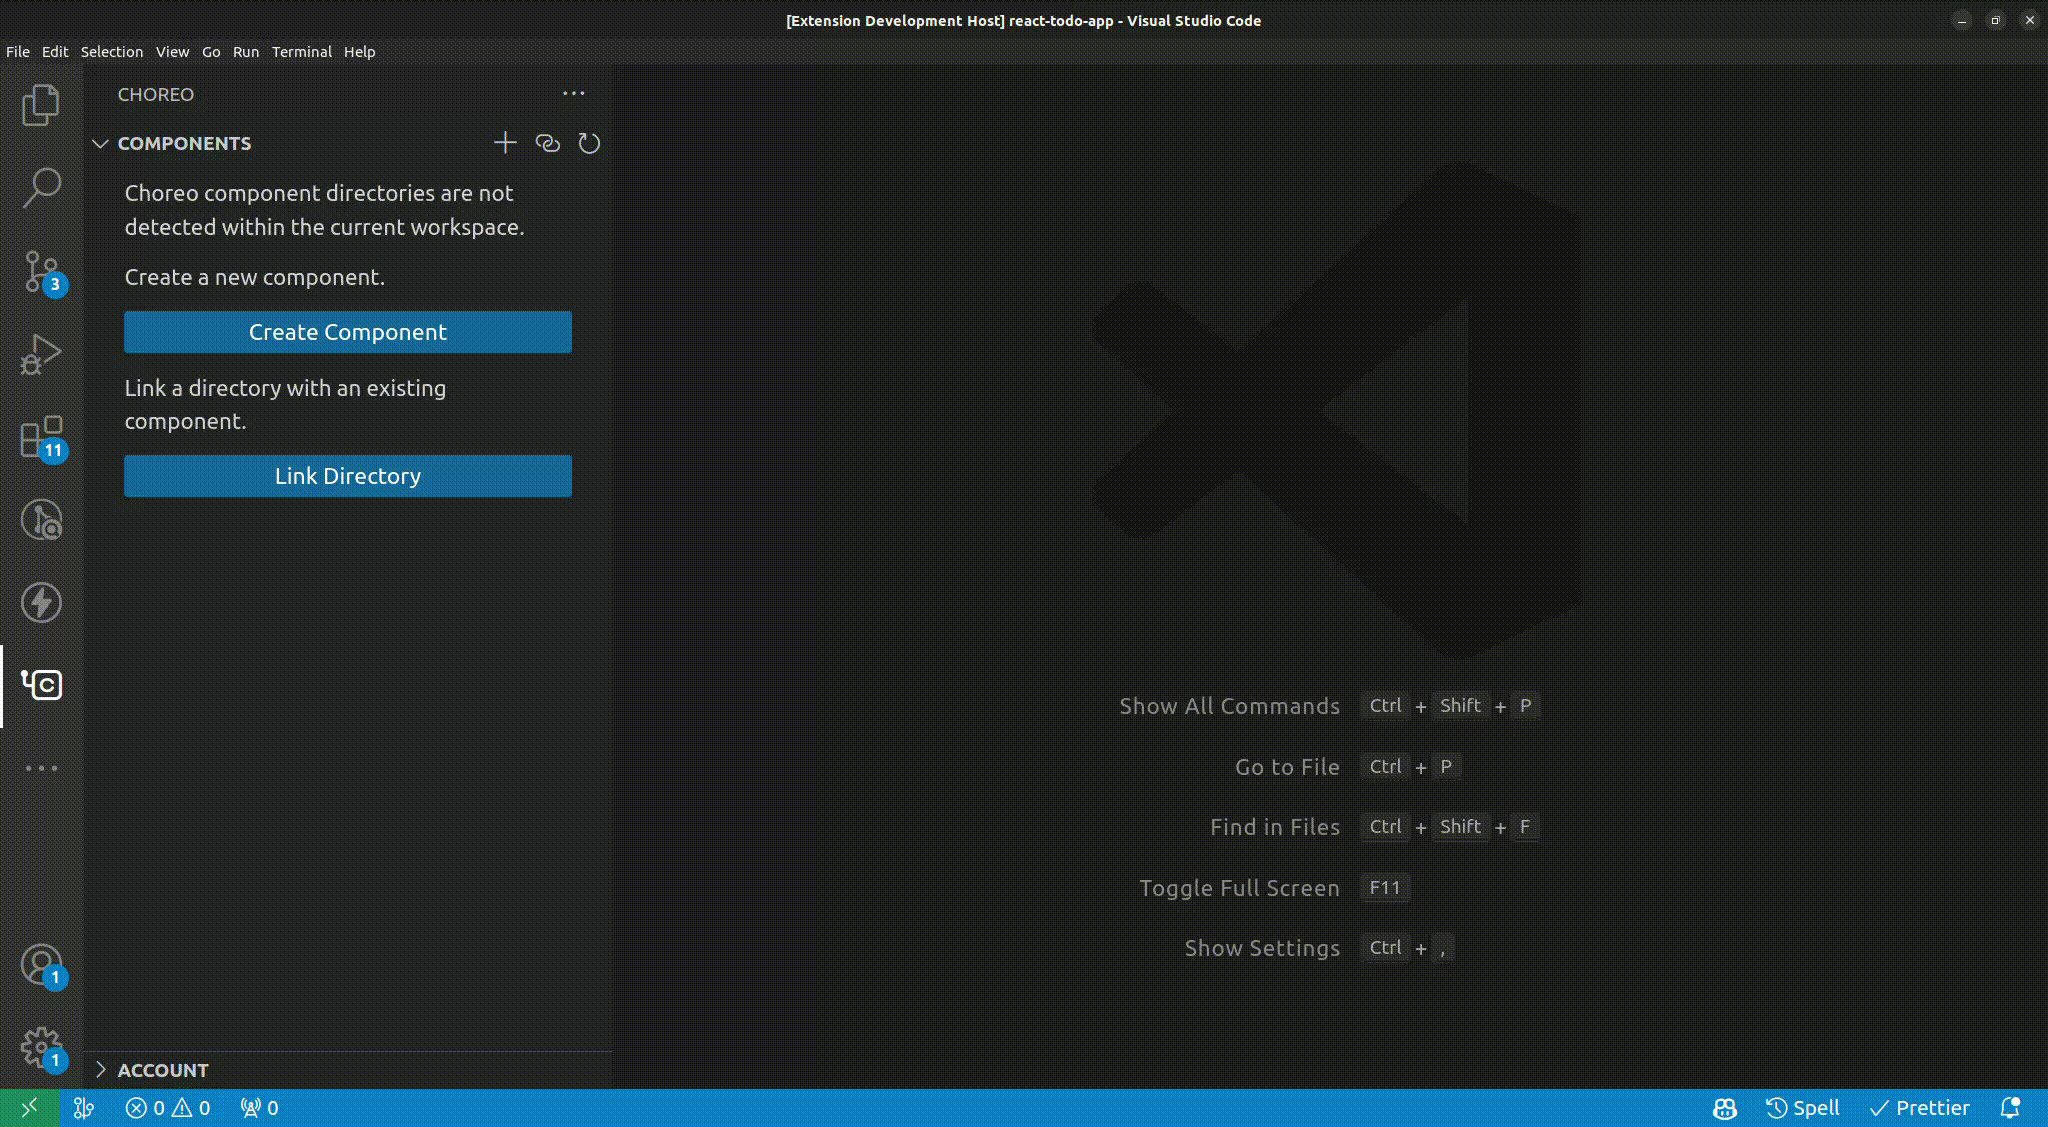 [Extension Development Host] react-todo-app - Visual Studio Code
File Edit Selection View Go Run Terminal Help
CHOREO
COMPONENTS
Choreo component directories are not
detected within the current workspace.
Create a new component.
Create Component
Link a directory with an existing
component.
Link Directory
3
11
C
1
1
Show All Commands Ctrl + Shift + P
Go to File Ctrl + P
Find in Files Ctrl + Shift + F
Toggle Full Screen F11
Show Settings Ctrl + ,
ACCOUNT
0 0 0 Spell Prettier